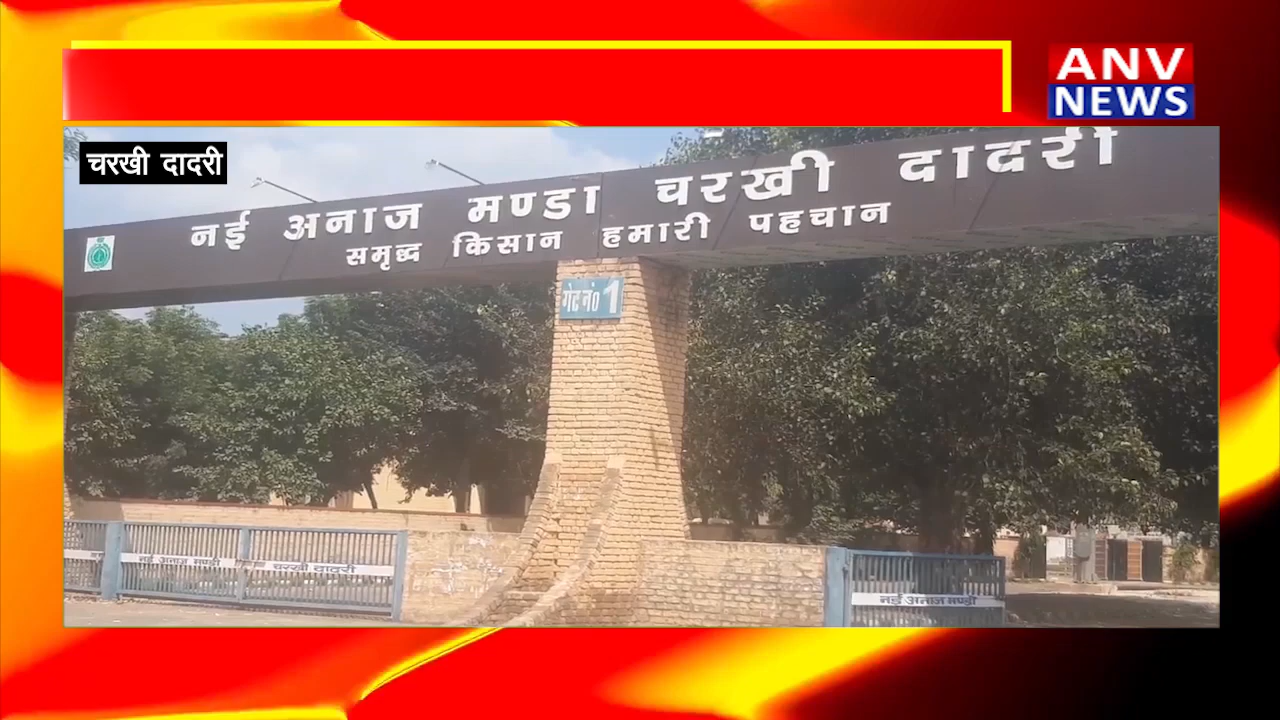 ANV
NEWS
चरखी दादरी
नई अनाज मण्डी चरखी दादरी
समृद्ध किसान हमारी पहचान
गेट नं० 1
नई अनाज मण्डी
चरखी दादरी
नई अनाज मण्डी